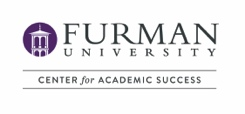 FURMAN
UNIVERSITY
CENTER for ACADEMIC SUCCESS